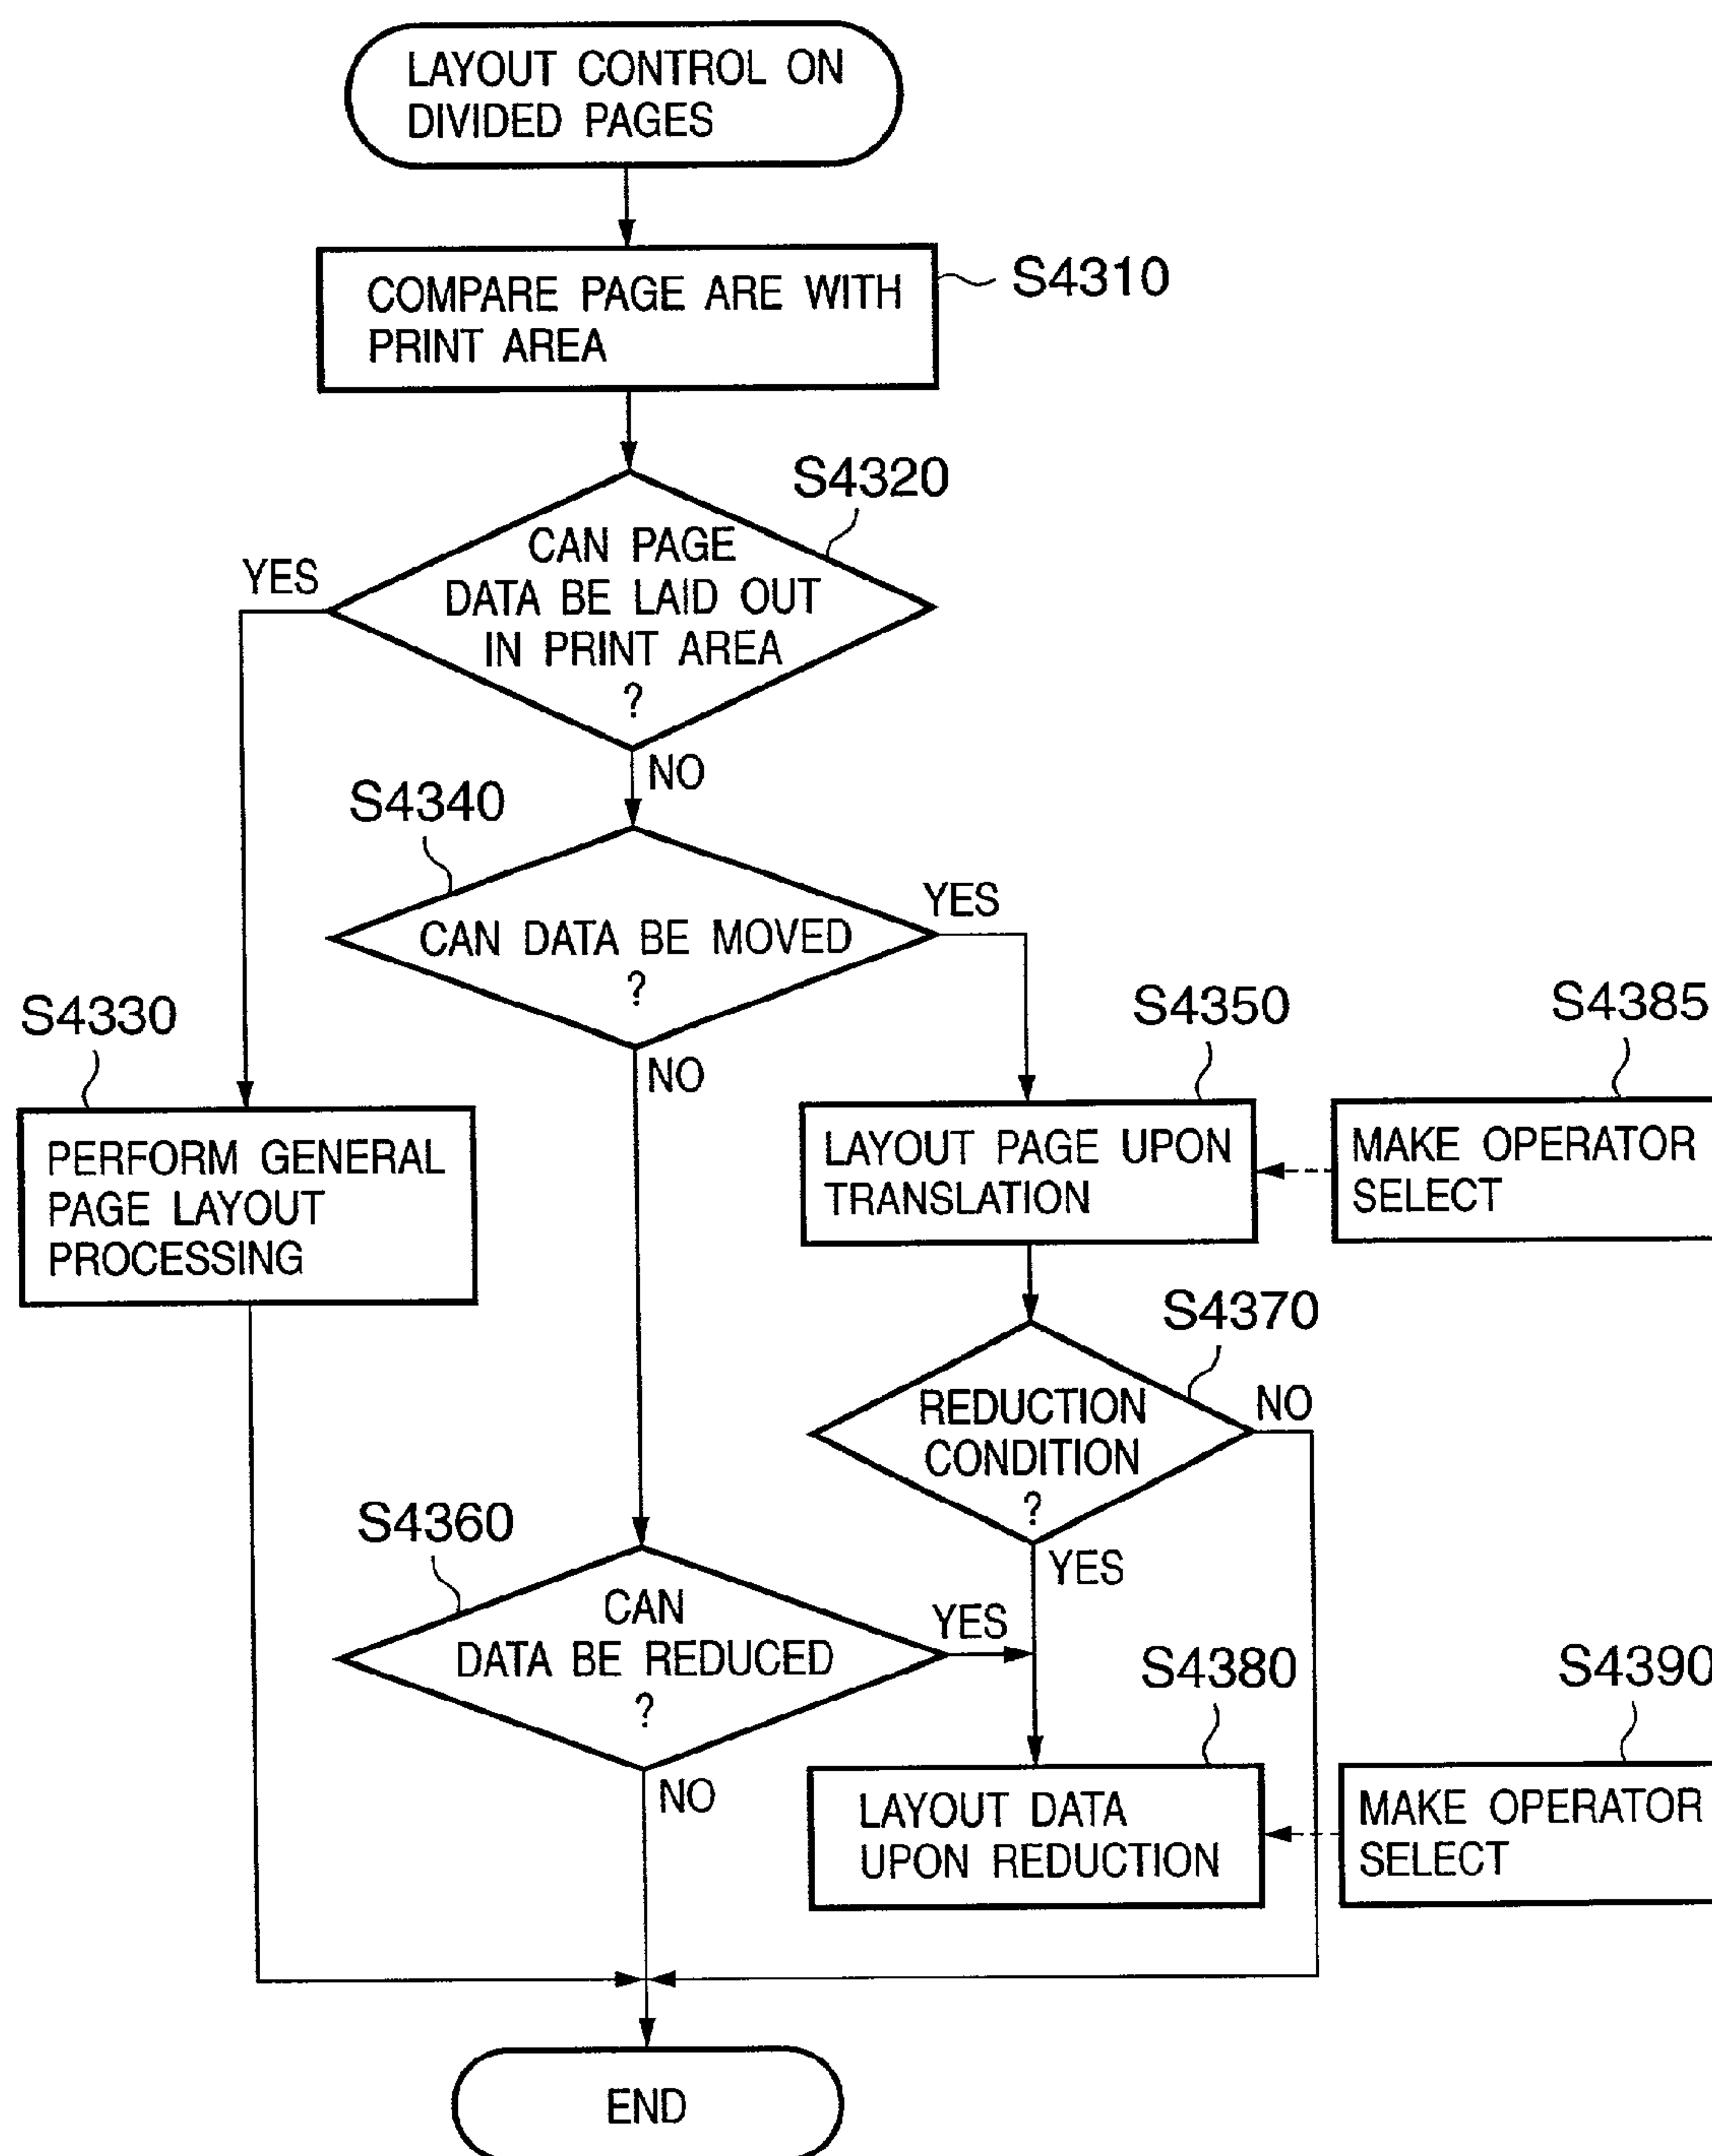 LAYOUT CONTROL ON
DIVIDED PAGES
COMPARE PAGE ARE WITH
PRINT AREA
S4310
S4320
CAN PAGE
DATA BE LAID OUT
IN PRINT AREA
?
YES
NO
S4340
CAN DATA BE MOVED
?
YES
NO
S4330
PERFORM GENERAL
PAGE LAYOUT
PROCESSING
S4350
LAYOUT PAGE UPON
TRANSLATION
S4385
MAKE OPERATOR
SELECT
S4370
REDUCTION
CONDITION
?
NO
YES
S4360
CAN
DATA BE REDUCED
?
YES
NO
S4380
LAYOUT DATA
UPON REDUCTION
S4390
MAKE OPERATOR
SELECT
END